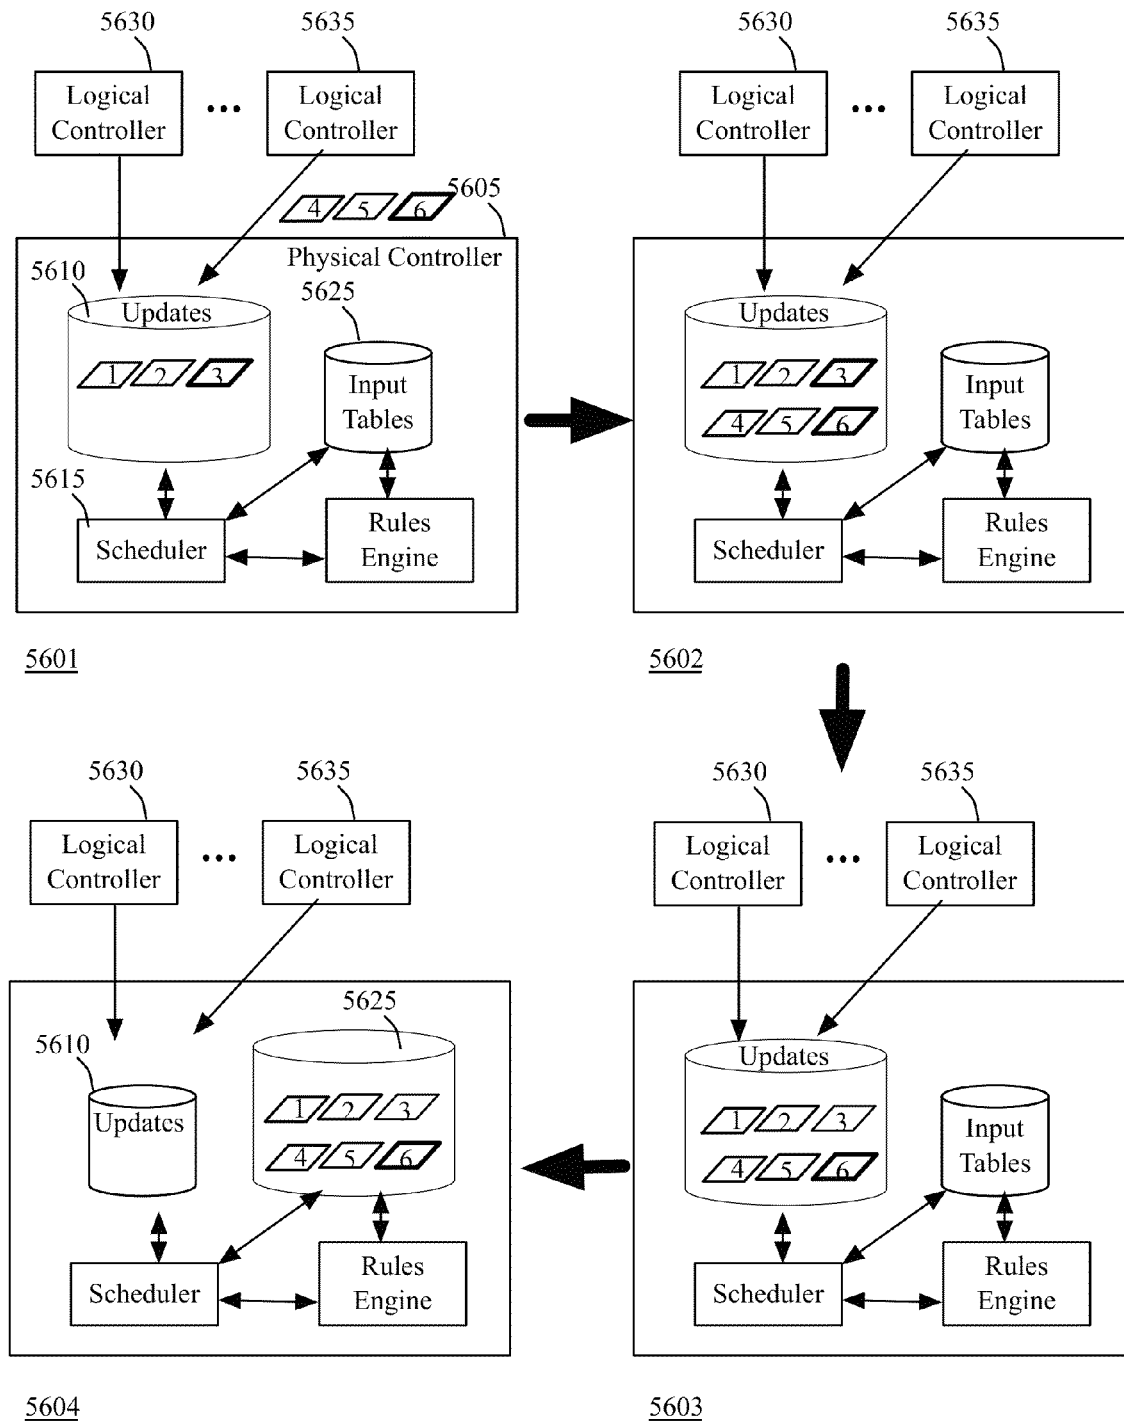 5630
5635
Logical
Controller
...
Logical
Controller
4 5 6
5605
Physical Controller
5610
Updates
1 2 3
5625
Input
Tables
5615
Scheduler
Rules
Engine
5601
5630
5635
Logical
Controller
...
Logical
Controller
Updates
1 2 3
4 5 6
Input
Tables
Scheduler
Rules
Engine
5602
5630
5635
Logical
Controller
...
Logical
Controller
5610
Updates
5625
1 2 3
4 5 6
Scheduler
Rules
Engine
5604
5630
5635
Logical
Controller
...
Logical
Controller
Updates
1 2 3
4 5 6
Input
Tables
Scheduler
Rules
Engine
5603